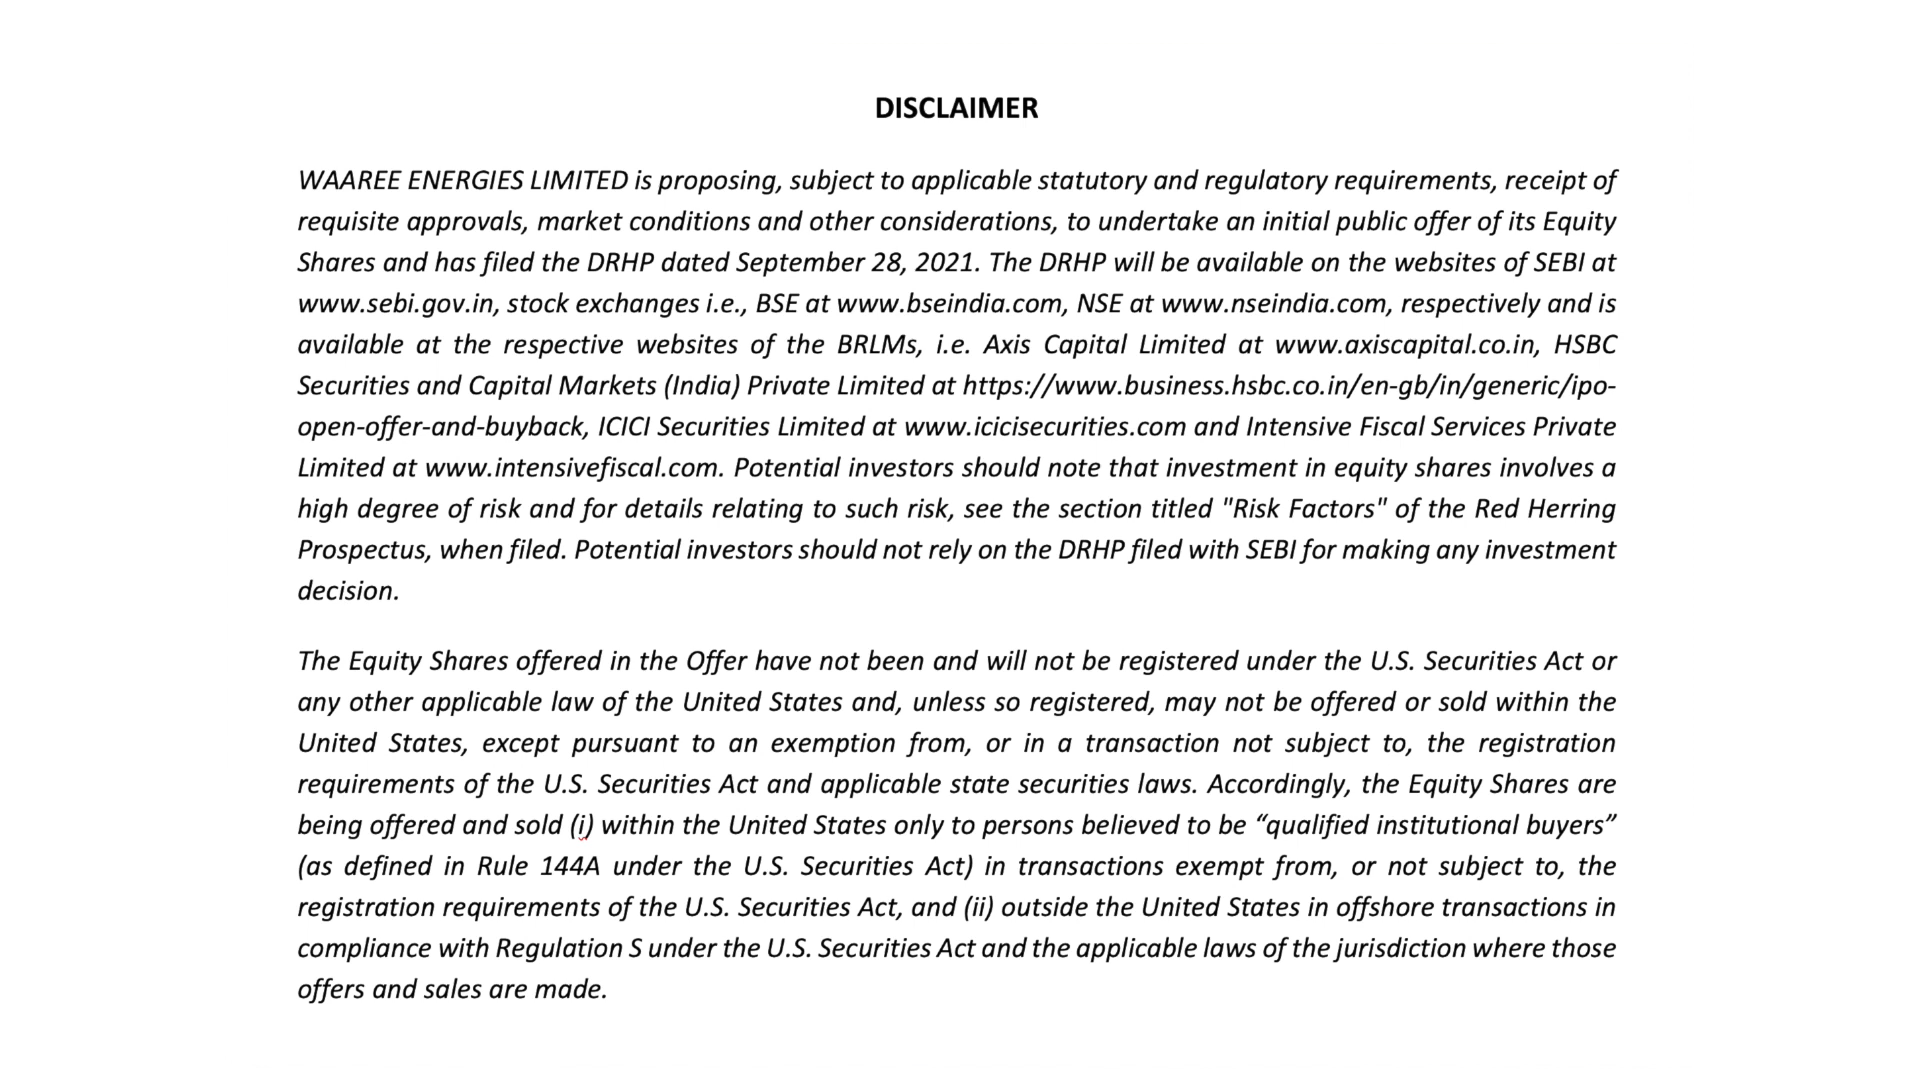 DISCLAIMER
WAAREE ENERGIES LIMITED is proposing, subject to applicable statutory and regulatory requirements, receipt of
requisite approvals, market conditions and other considerations, to undertake an initial public offer of its Equity
Shares and has filed the DRHP dated September 28, 2021. The DRHP will be available on the websites of SEBI at
www.sebi.gov.in, stock exchanges i.e., BSE at www.bseindia.com, NSE at www.nseindia.com, respectively and is
available at the respective websites of the BRLMs, i.e. Axis Capital Limited at www.axiscapital.co.in, HSBC
Securities and Capital Markets (India) Private Limited at https://www.business.hsbc.co.in/en-gb/in/generic/ipo-
open-offer-and-buyback, ICICI Securities Limited at www.icicisecurities.com and Intensive Fiscal Services Private
Limited at www.intensivefiscal.com. Potential investors should note that investment in equity shares involves a
high degree of risk and for details relating to such risk, see the section titled "Risk Factors" of the Red Herring
Prospectus, when filed. Potential investors should not rely on the DRHP filed with SEBI for making any investment
decision.
The Equity Shares offered in the Offer have not been and will not be registered under the U.S. Securities Act or
any other applicable law of the United States and, unless so registered, may not be offered or sold within the
United States, except pursuant to an exemption from, or in a transaction not subject to, the registration
requirements of the U.S. Securities Act and applicable state securities laws. Accordingly, the Equity Shares are
being offered and sold (i) within the United States only to persons believed to be “qualified institutional buyers”
(as defined in Rule 144A under the U.S. Securities Act) in transactions exempt from, or not subject to, the
registration requirements of the U.S. Securities Act, and (ii) outside the United States in offshore transactions in
compliance with Regulation S under the U.S. Securities Act and the applicable laws of the jurisdiction where those
offers and sales are made.